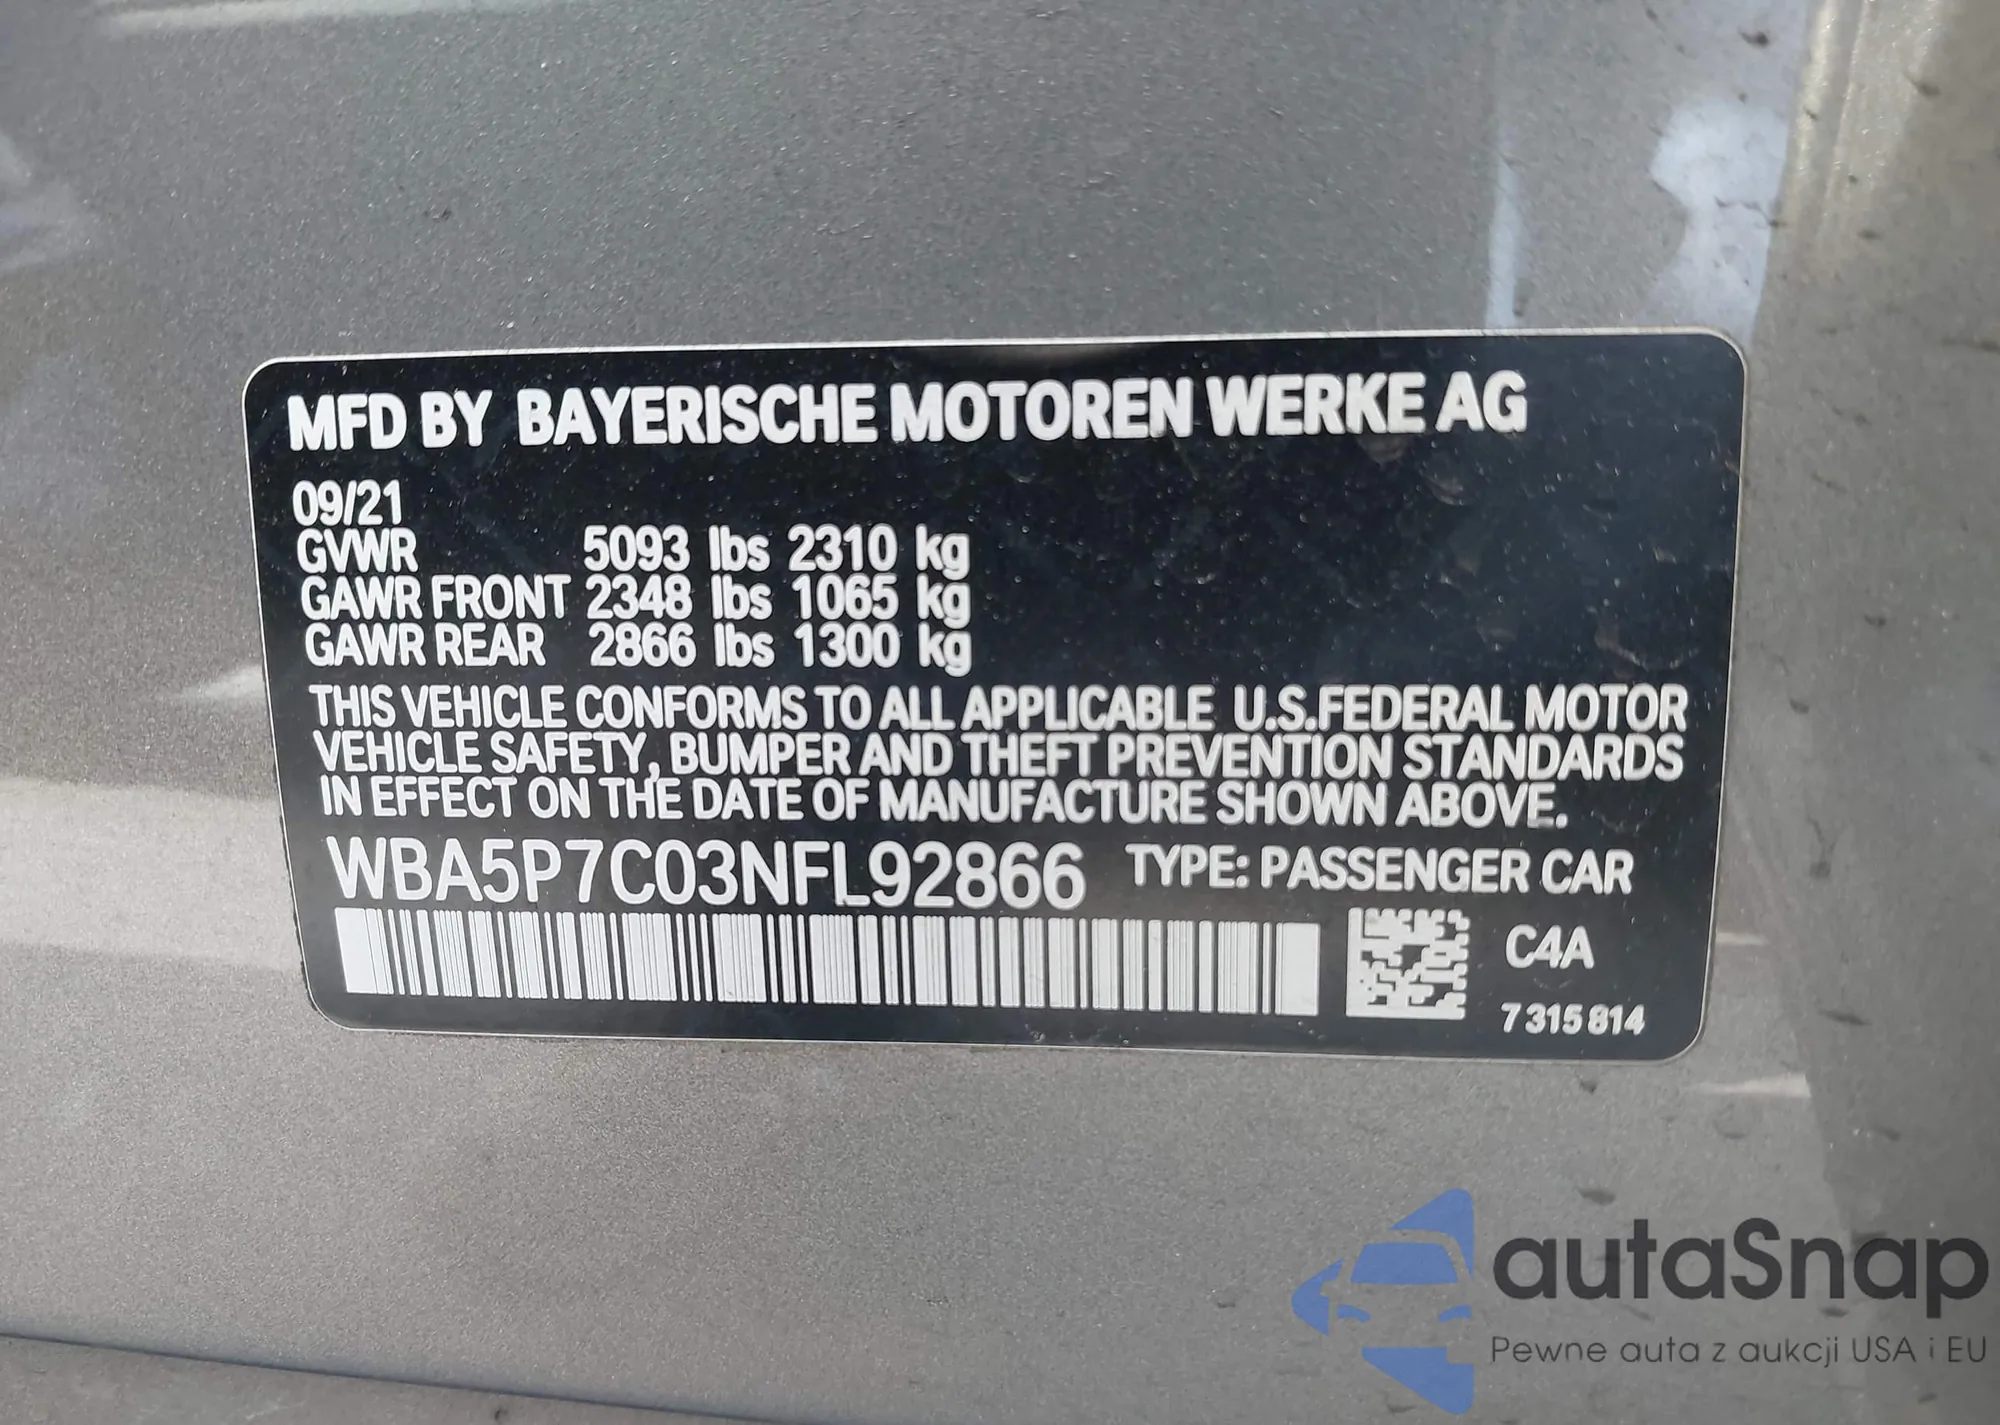 MFD BY BAYERISCHE MOTOREN WERKE AG
09/21
GVWR 5093 lbs 2310 kg
GAWR FRONT 2348 lbs 1065 kg
GAWR REAR 2866 lbs 1300 kg
THIS VEHICLE CONFORMS TO ALL APPLICABLE U.S.FEDERAL MOTOR
VEHICLE SAFETY, BUMPER AND THEFT PREVENTION STANDARDS
IN EFFECT ON THE DATE OF MANUFACTURE SHOWN ABOVE.
WBA5P7C03NFL92866 TYPE: PASSENGER CAR
C4A
7 315 814
autaSnap
Pewne auta z aukcji USA i EU